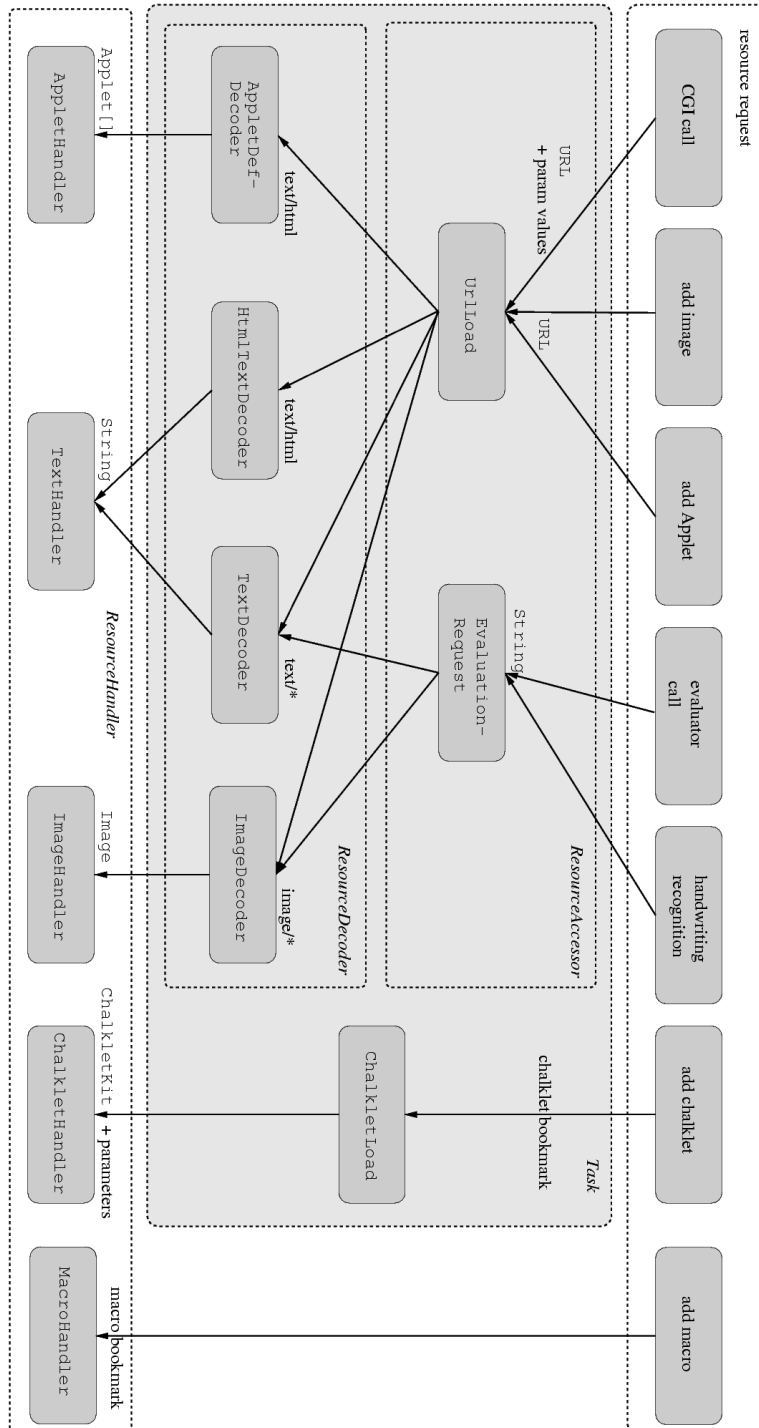 resource request
CGI call
add image
add Applet
evaluator
call
handwriting
recognition
add chalklet
add macro
URL
+ param values
URL
String
chalklet bookmark
UrlLoad
Evaluation-
Request
ResourceAccessor
Task
ChalkletLoad
text/html
text/html
text/*
image/*
AppletDef-
Decoder
HtmlTextDecoder
TextDecoder
ImageDecoder
ResourceDecoder
Applet[]
String
ResourceHandler
Image
ChalkletKit + parameters
macro bookmark
AppletHandler
TextHandler
ImageHandler
ChalkletHandler
MacroHandler